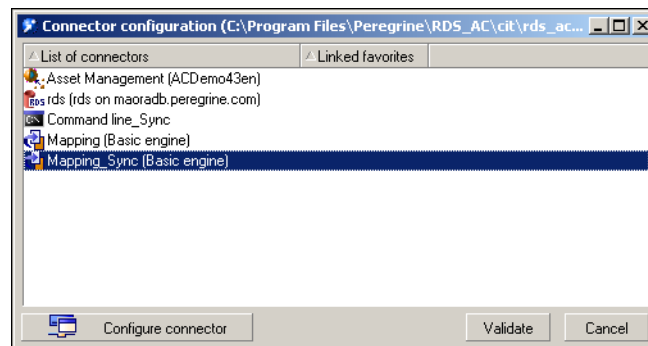 Connector configuration (C:\Program Files\Peregrine\RDS_AC\cit\rds_ac...
List of connectors Linked favorites
Asset Management (ACDemo43en)
RDS rds (rds on maoradb.peregrine.com)
Command line_Sync
Mapping (Basic engine)
Mapping_Sync (Basic engine)
Configure connector Validate Cancel